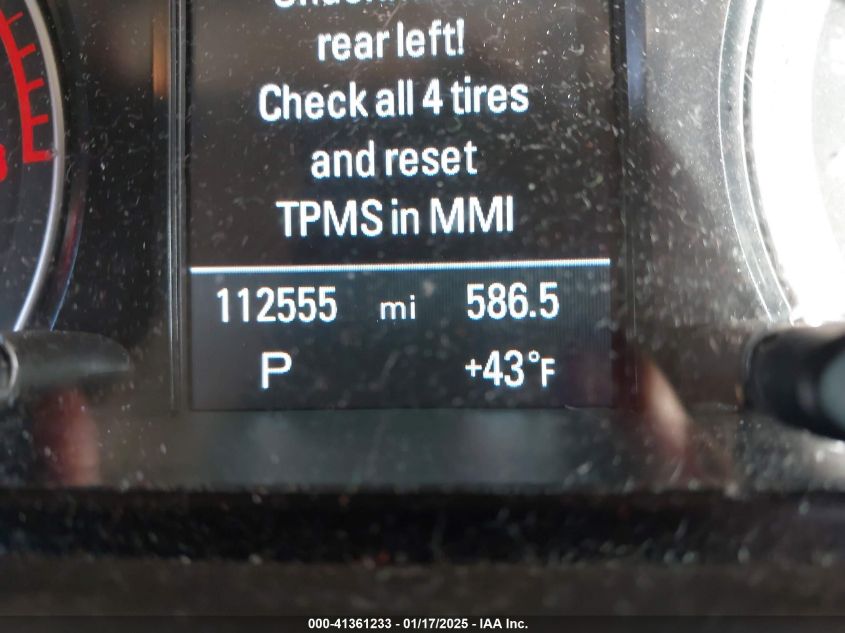 rear left!
Check all 4 tires
and reset
TPMS in MMI
112555 mi 586.5
P +43°F
000-41361233 - 01/17/2025 - IAA Inc.